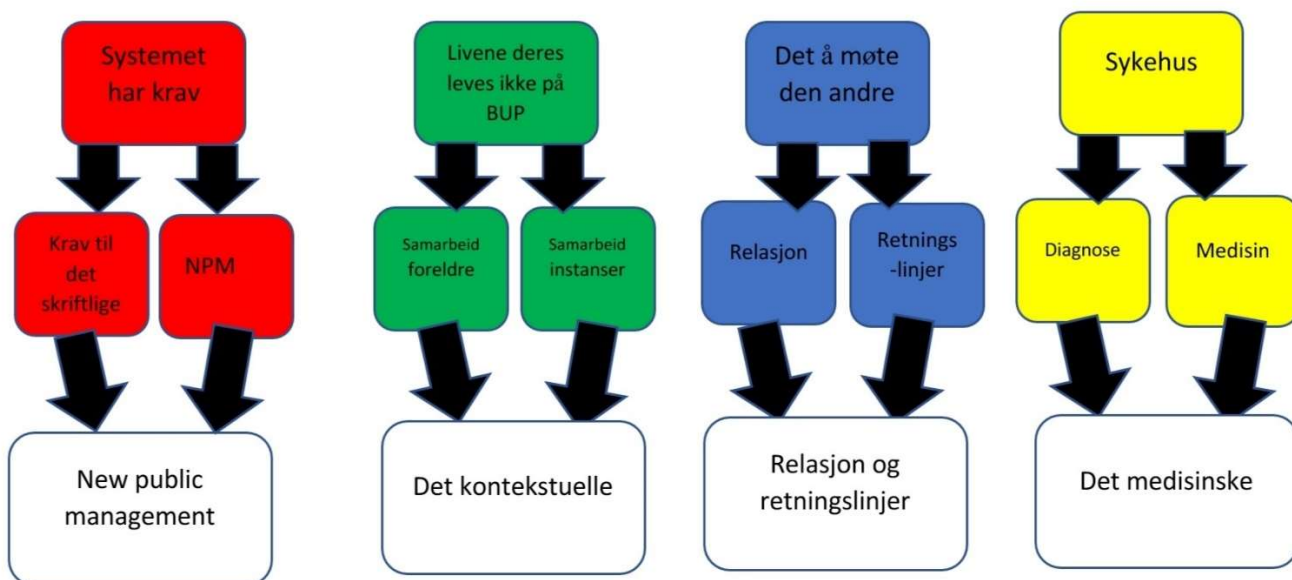 Systemet
har krav
Livene deres
leves ikke på
BUP
Det å møte
den andre
Sykehus
Krav til
det
skriftlige
NPM
Samarbeid
foreldre
Samarbeid
instanser
Relasjon
Retnings
-linjer
Diagnose
Medisin
New public
management
Det kontekstuelle
Relasjon og
retningslinjer
Det medisinske